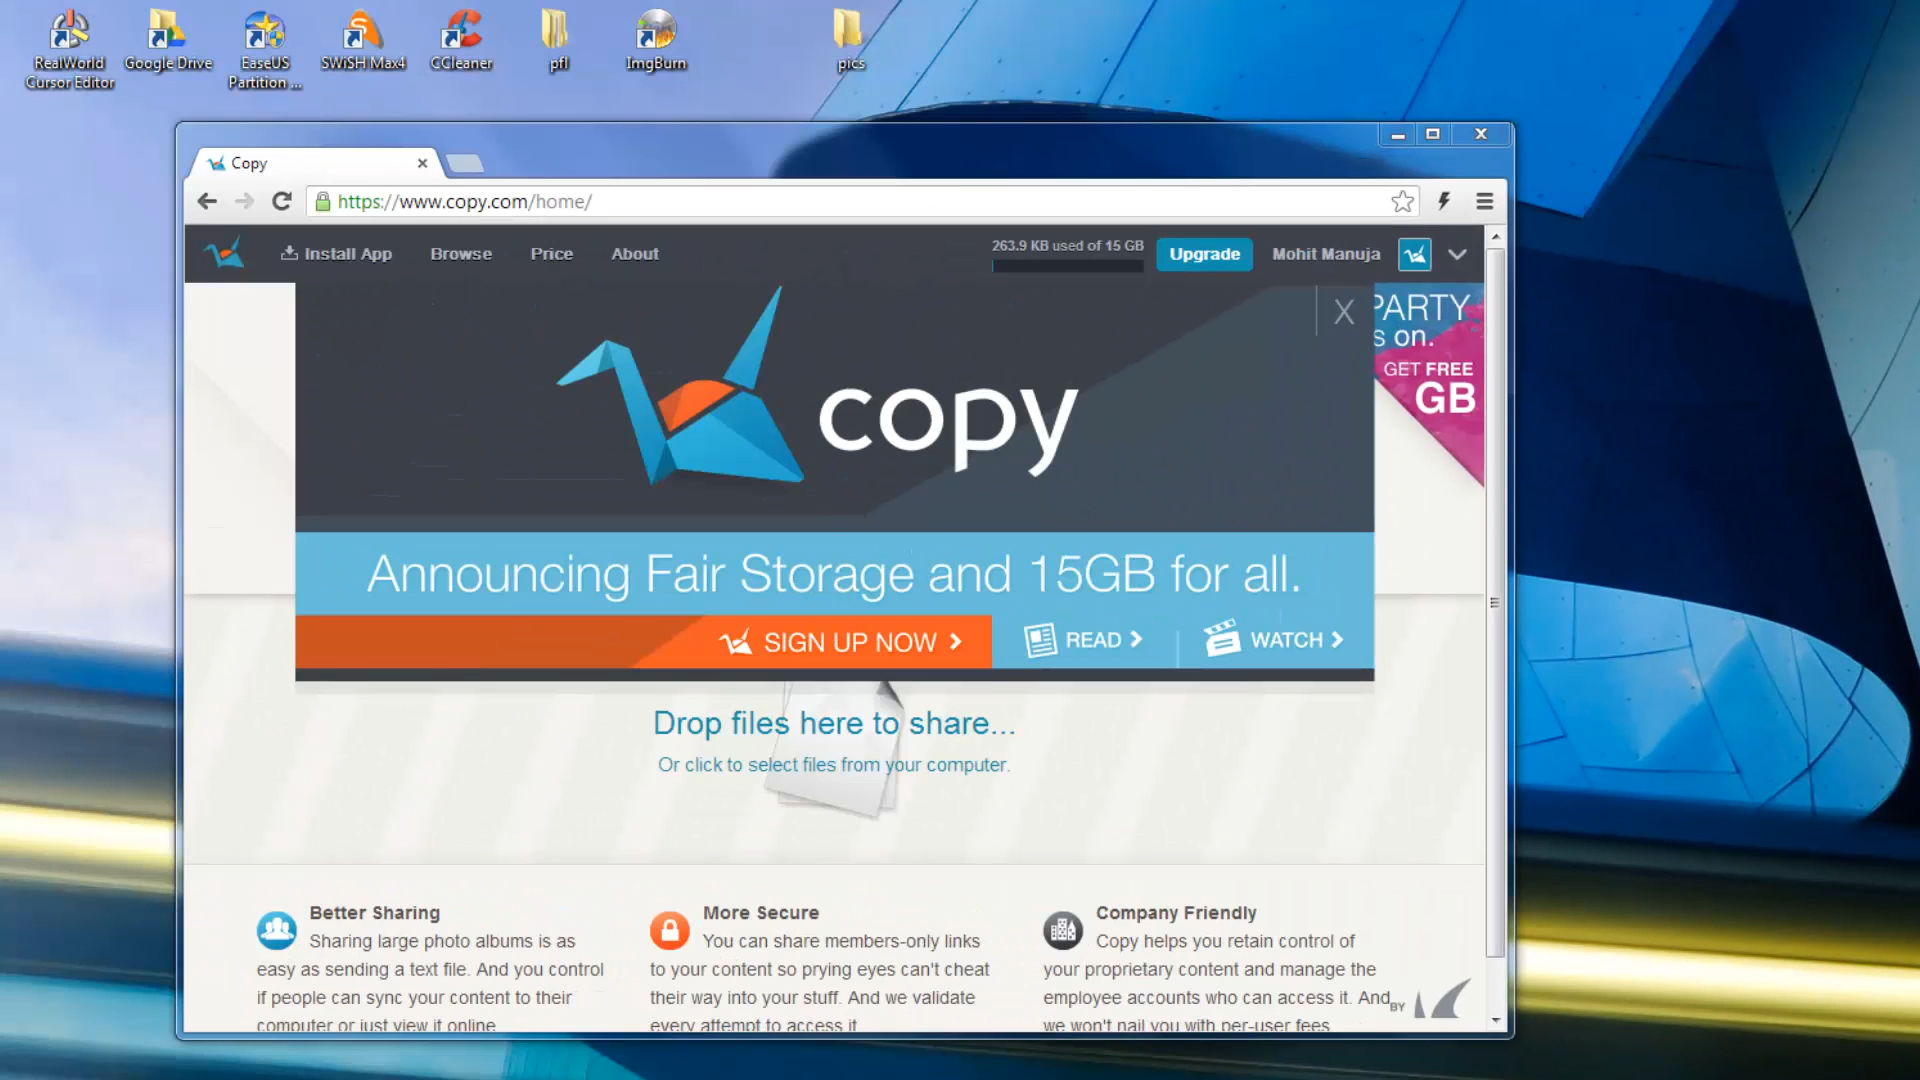 RealWorld
Cursor Editor
Google Drive
EaseUS
Partition ...
SWiSH Max4
CCleaner
pfl
ImgBurn
pics
Copy
https://www.copy.com/home/
Install App
Browse
Price
About
263.9 KB used of 15 GB
Upgrade
Mohit Manuja
X
PARTY
s on.
GET FREE
GB
copy
Announcing Fair Storage and 15GB for all.
SIGN UP NOW >
READ >
WATCH >
Drop files here to share...
Or click to select files from your computer.
Better Sharing
Sharing large photo albums is as
easy as sending a text file. And you control
if people can sync your content to their
computer or just view it online
More Secure
You can share members-only links
to your content so prying eyes can't cheat
their way into your stuff. And we validate
every attempt to access it
Company Friendly
Copy helps you retain control of
your proprietary content and manage the
employee accounts who can access it. And
we won't nail you with per-user fees
BY